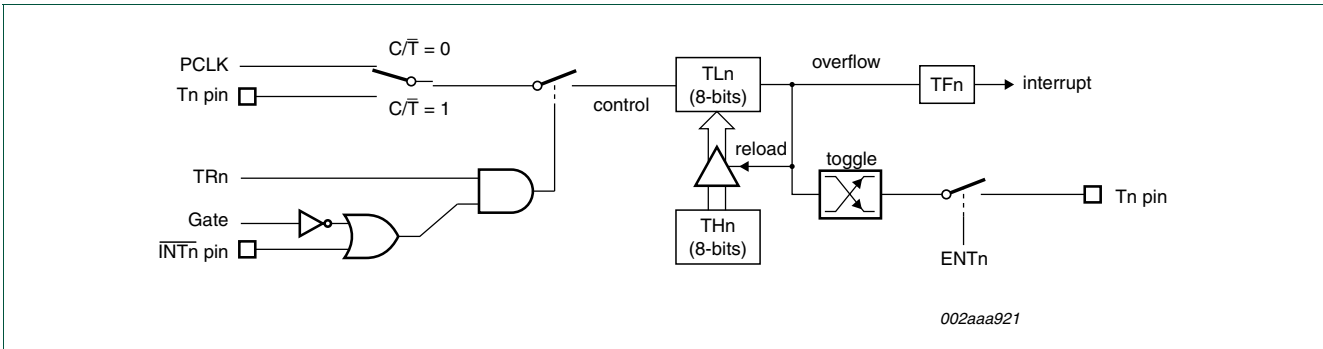 C/T̅ = 0
PCLK
Tn pin
C/T̅ = 1
control
TLn
(8-bits)
overflow
TFn
interrupt
reload
toggle
TRn
Gate
I̅N̅T̅n̅ pin
THn
(8-bits)
Tn pin
ENTn
002aaa921